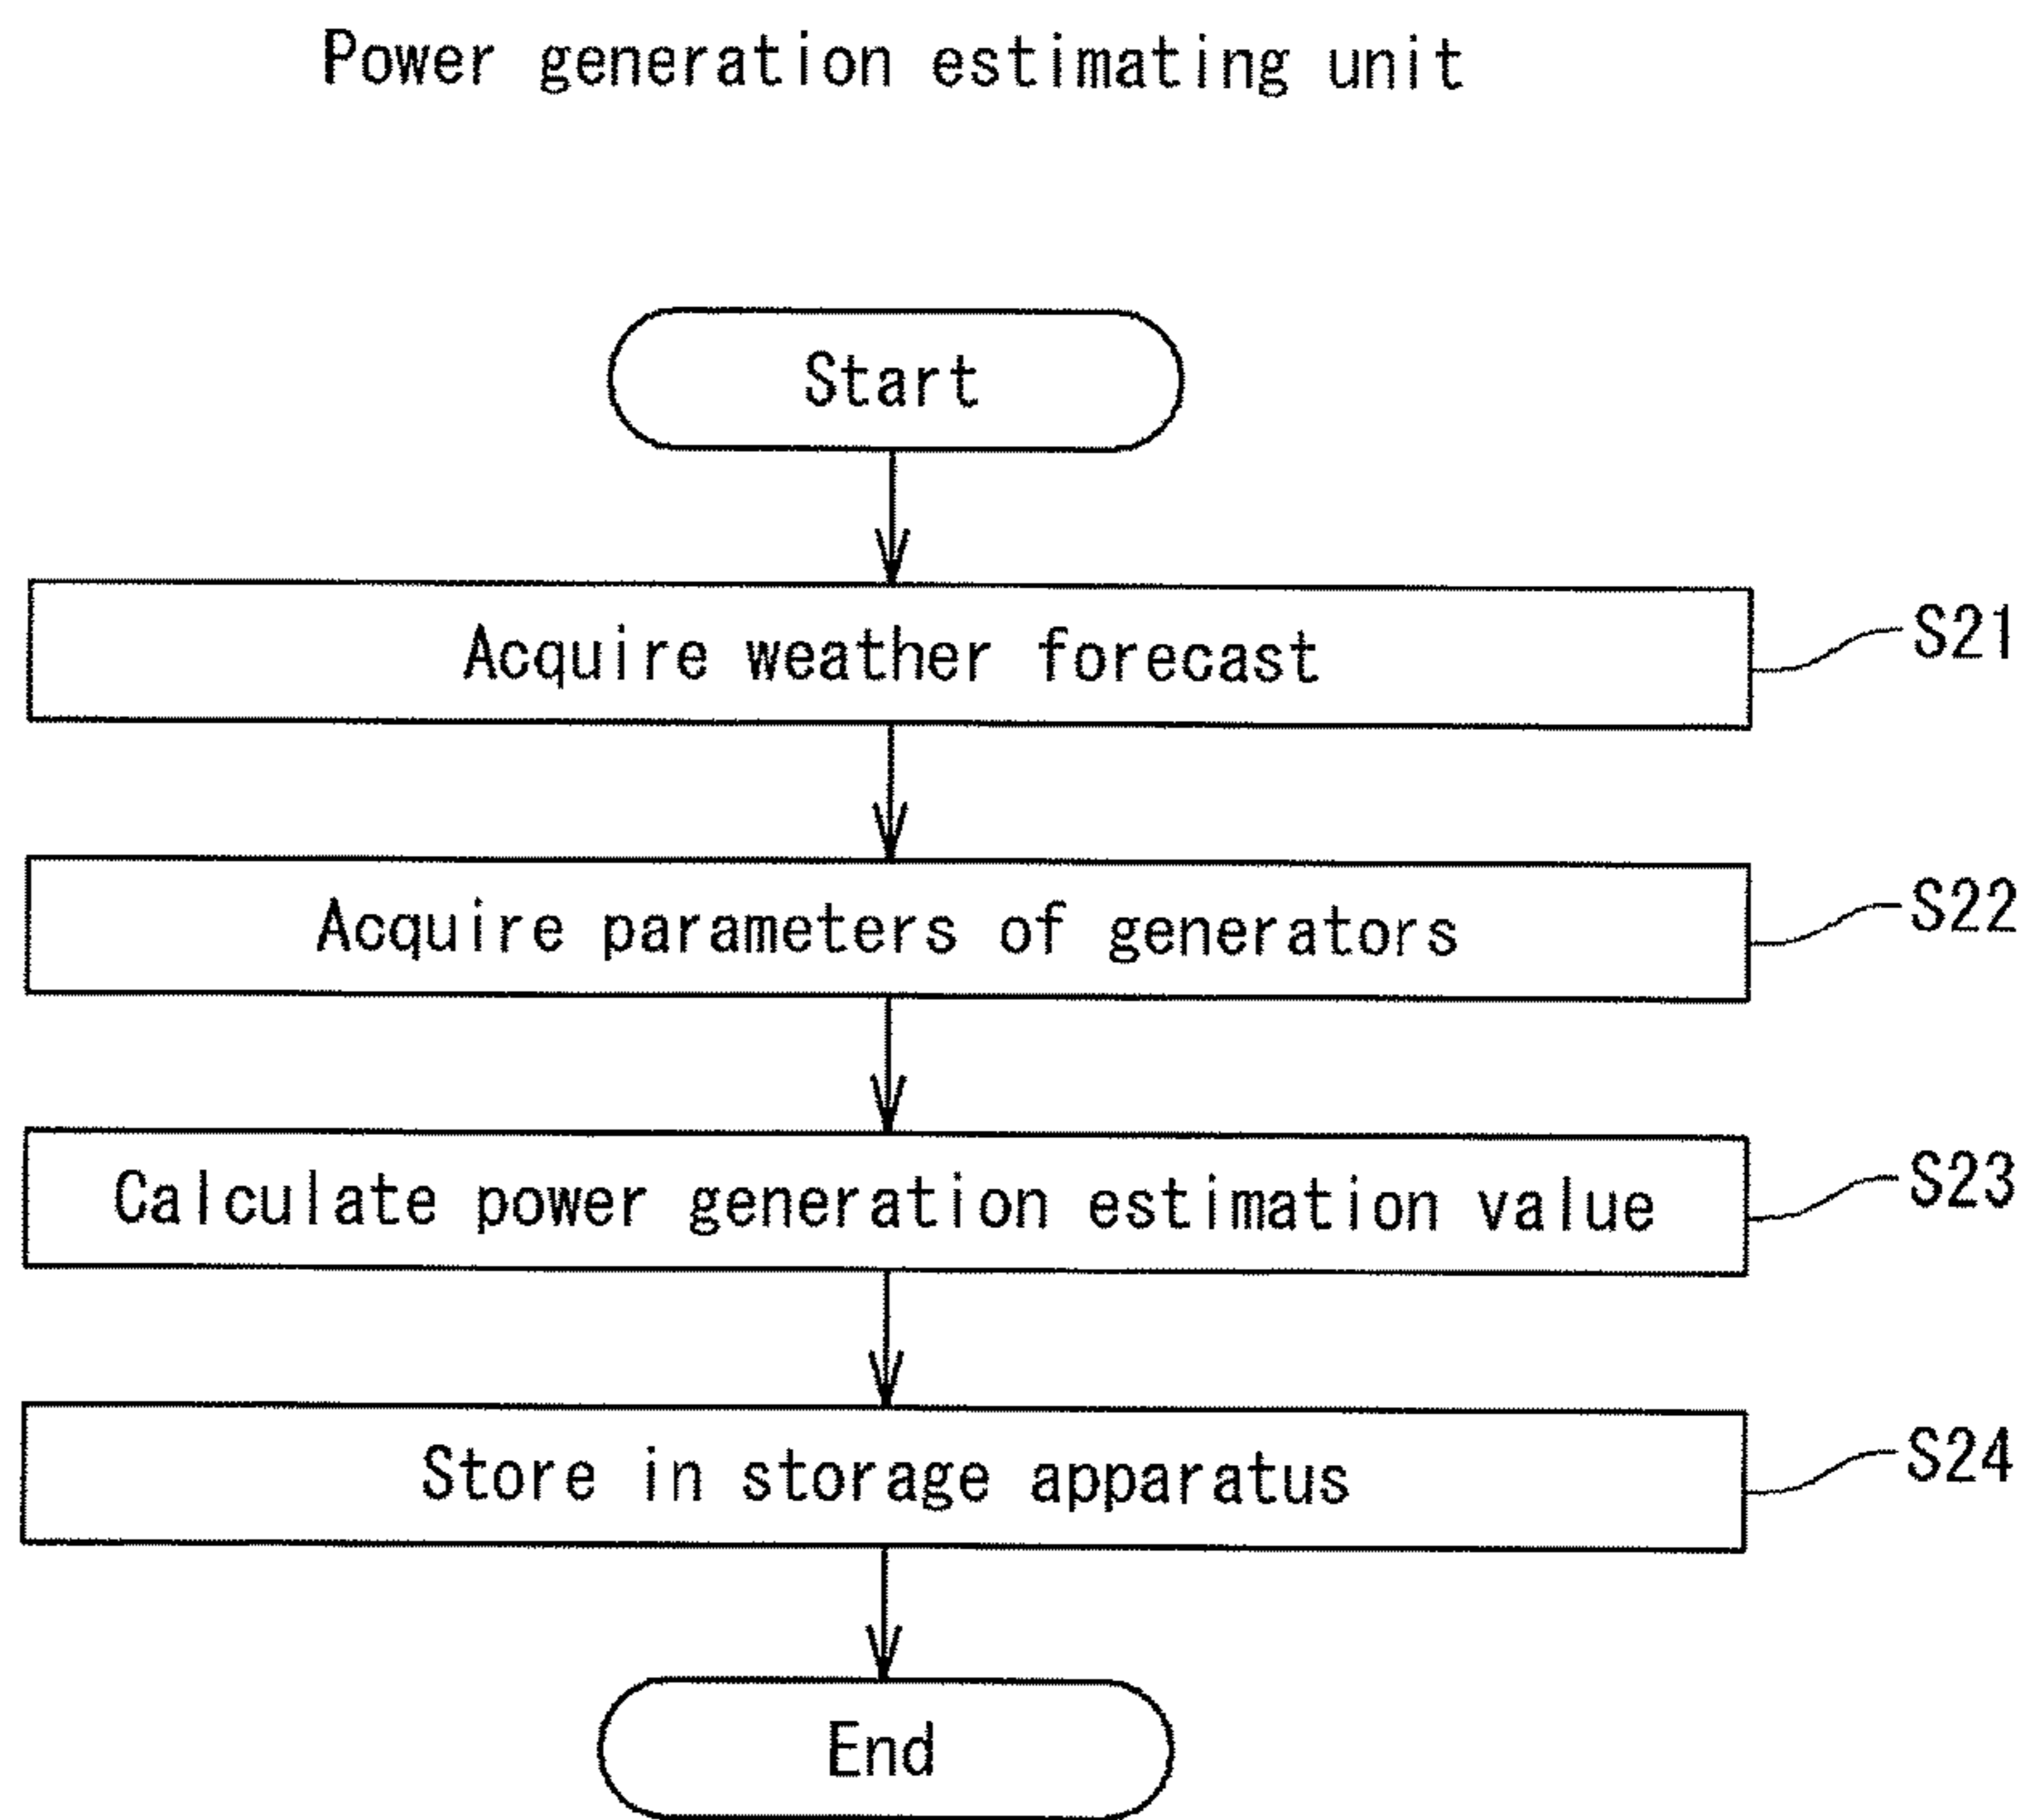 Power generation estimating unit
Start
Acquire weather forecast
S21
Acquire parameters of generators
S22
Calculate power generation estimation value
S23
Store in storage apparatus
S24
End